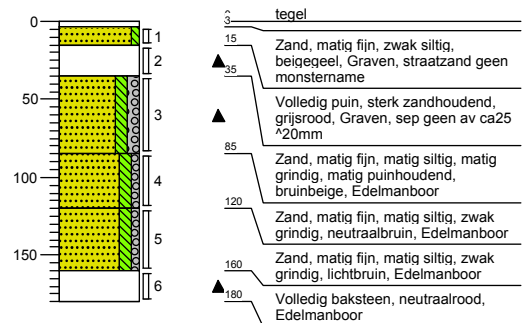 0
50
100
150
1
2
3
4
5
6
3
tegel
15
Zand, matig fijn, zwak siltig,
beigegeel, Graven, straatzand geen
monstername
35
Volledig puin, sterk zandhoudend,
grijsrood, Graven, sep geen av ca25
^20mm
85
Zand, matig fijn, matig siltig, matig
grindig, matig puinhoudend,
bruinbeige, Edelmanboor
120
Zand, matig fijn, matig siltig, zwak
grindig, neutraalbruin, Edelmanboor
160
Zand, matig fijn, matig siltig, zwak
grindig, lichtbruin, Edelmanboor
180
Volledig baksteen, neutraalrood,
Edelmanboor